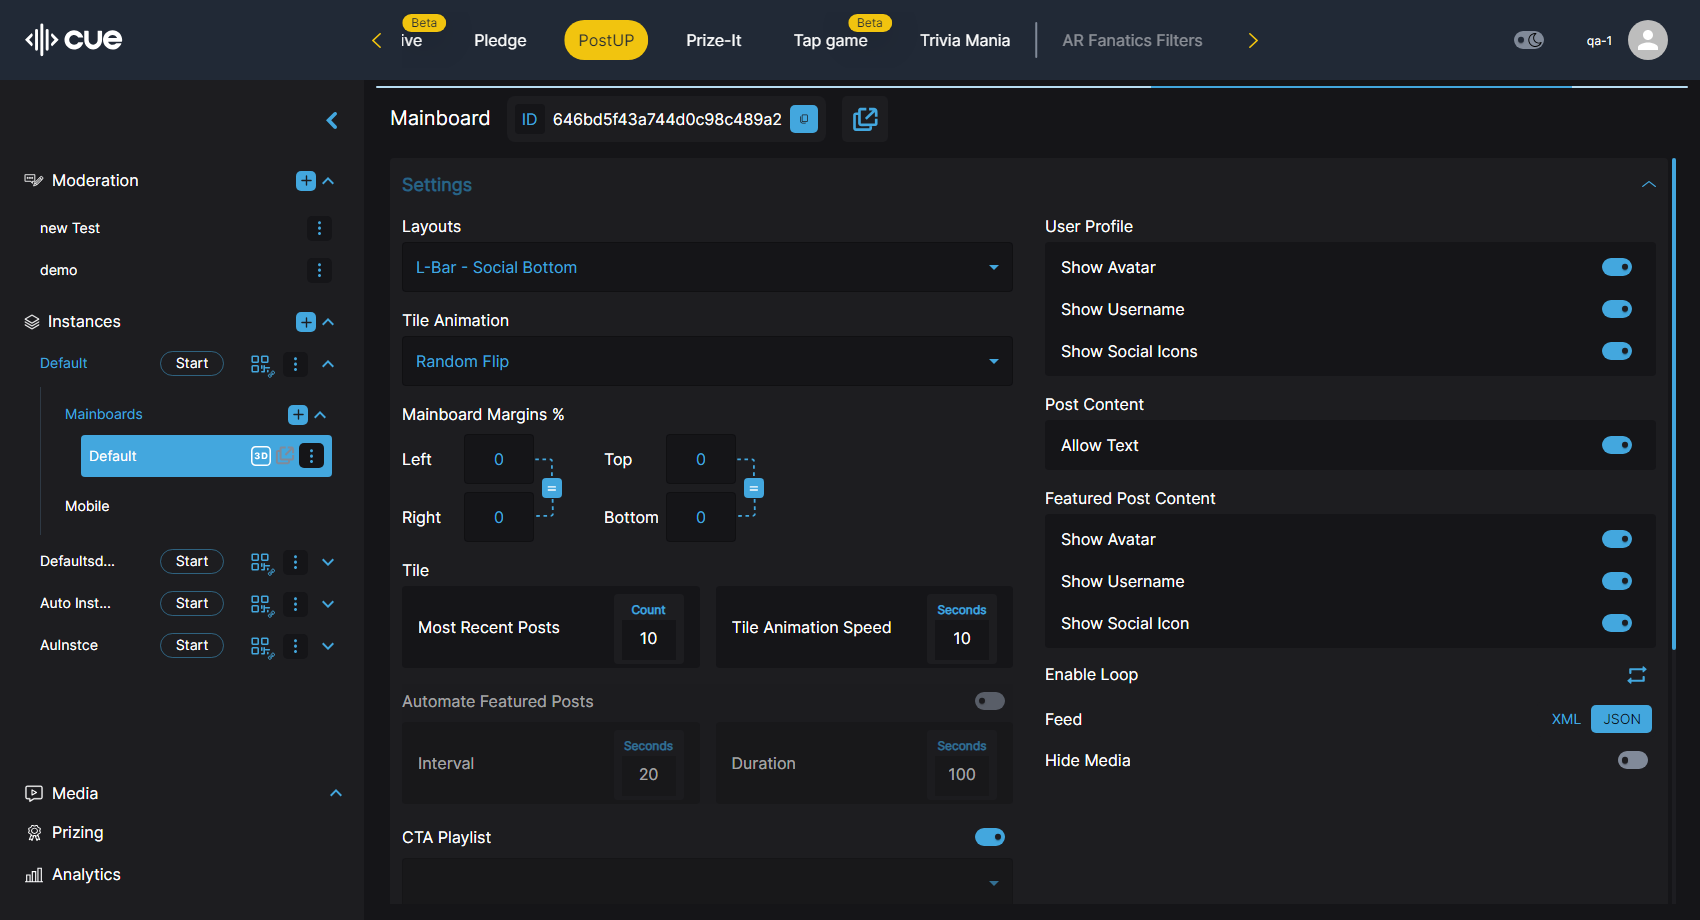 cue
ive
Beta
Pledge
PostUP
Prize-It
Tap game
Beta
Trivia Mania
AR Fanatics Filters
qa-1
Moderation
new Test
demo
Instances
Default
Start
Mainboards
Default
3D
Mobile
Defaultsd...
Start
Auto Inst...
Start
AuInstce
Start
Media
Prizing
Analytics
Mainboard
ID 646bd5f43a744d0c98c489a2
Settings
Layouts
L-Bar - Social Bottom
Tile Animation
Random Flip
Mainboard Margins %
Left 0
Top 0
Right 0
Bottom 0
Tile
Most Recent Posts
Count
10
Tile Animation Speed
Seconds
10
Automate Featured Posts
Interval
Seconds
20
Duration
Seconds
100
CTA Playlist
User Profile
Show Avatar
Show Username
Show Social Icons
Post Content
Allow Text
Featured Post Content
Show Avatar
Show Username
Show Social Icon
Enable Loop
Feed
XML JSON
Hide Media